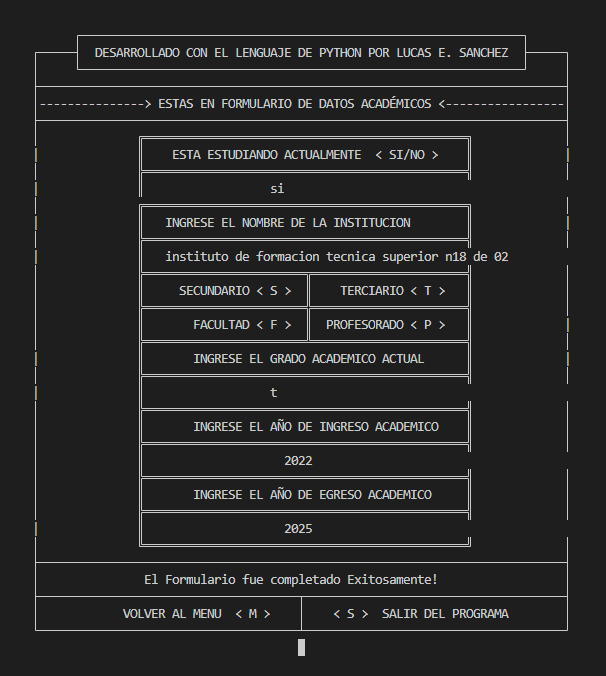 DESARROLLADO CON EL LENGUAJE DE PYTHON POR LUCAS E. SANCHEZ
---------------> ESTAS EN FORMULARIO DE DATOS ACADÉMICOS <-----------------
ESTA ESTUDIANDO ACTUALMENTE < SI/NO >
si
INGRESE EL NOMBRE DE LA INSTITUCION
instituto de formacion tecnica superior n18 de 02
SECUNDARIO < S > TERCIARIO < T >
FACULTAD < F > PROFESORADO < P >
INGRESE EL GRADO ACADEMICO ACTUAL
t
INGRESE EL AÑO DE INGRESO ACADEMICO
2022
INGRESE EL AÑO DE EGRESO ACADEMICO
2025
El Formulario fue completado Exitosamente!
VOLVER AL MENU < M > < S > SALIR DEL PROGRAMA